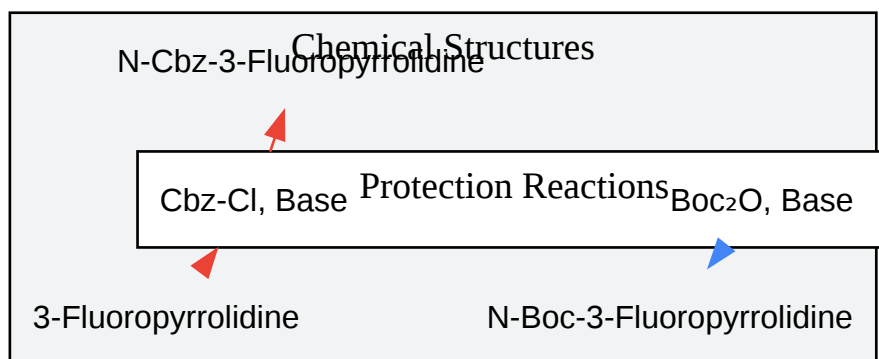 Chemical Structures
N-Cbz-3-Fluoropyrrolidine
Cbz-Cl, Base
Protection Reactions
Boc₂O, Base
3-Fluoropyrrolidine
N-Boc-3-Fluoropyrrolidine